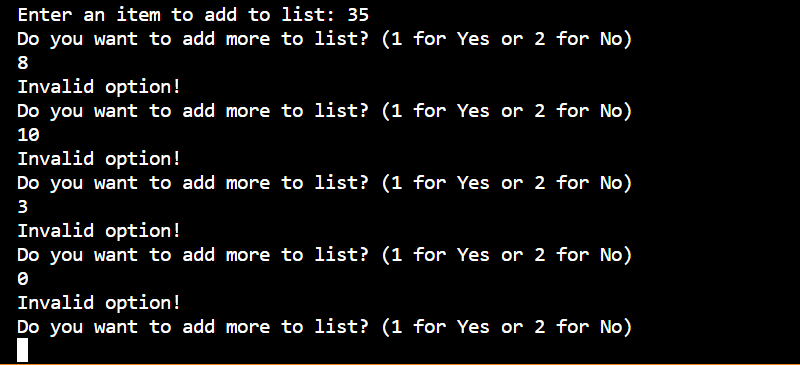 Enter an item to add to list: 35
Do you want to add more to list? (1 for Yes or 2 for No)
8
Invalid option!
Do you want to add more to list? (1 for Yes or 2 for No)
10
Invalid option!
Do you want to add more to list? (1 for Yes or 2 for No)
3
Invalid option!
Do you want to add more to list? (1 for Yes or 2 for No)
0
Invalid option!
Do you want to add more to list? (1 for Yes or 2 for No)